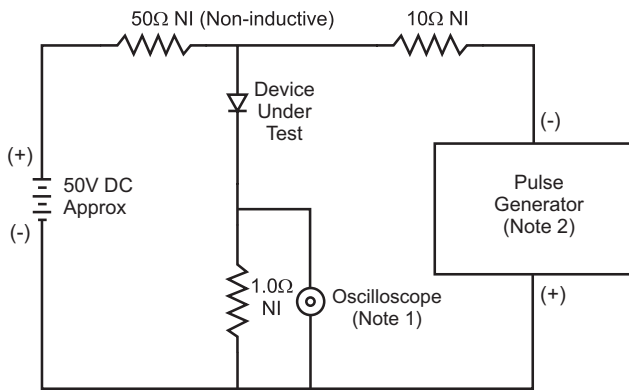 50Ω NI (Non-inductive)
10Ω NI
Device
Under
Test
(-)
(+)
50V DC
Approx
(-)
Pulse
Generator
(Note 2)
1.0Ω
NI
Oscilloscope
(Note 1)
(+)